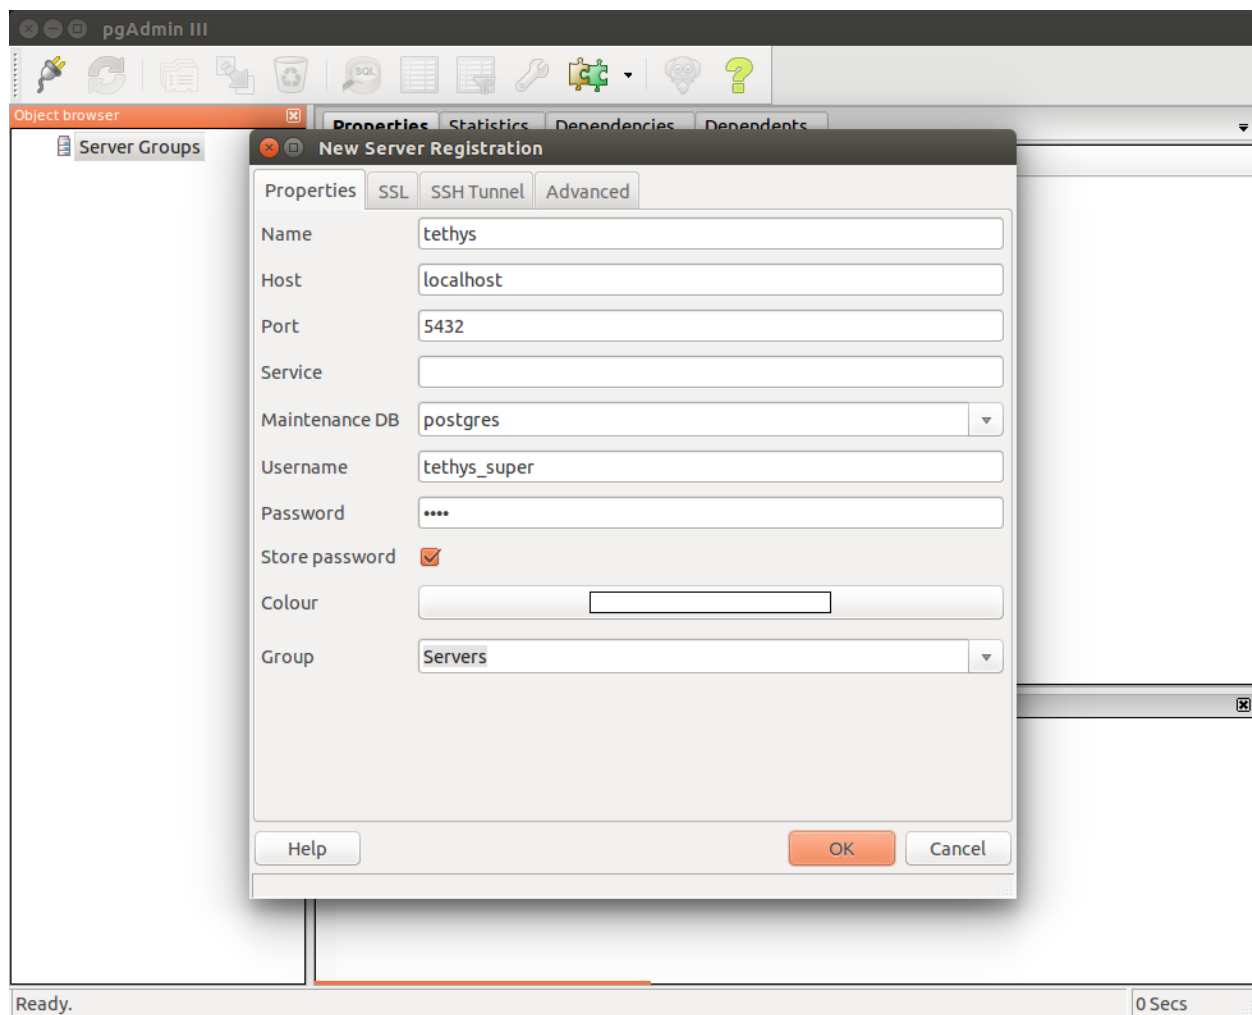 pgAdmin III
SQL
Object browser
Properties Statistics Dependencies Dependents
Server Groups
New Server Registration
Properties SSL SSH Tunnel Advanced
Name tethys
Host localhost
Port 5432
Service
Maintenance DB postgres
Username tethys_super
Password ••••
Store password
Colour
Group Servers
Help OK Cancel
Ready. 0 Secs